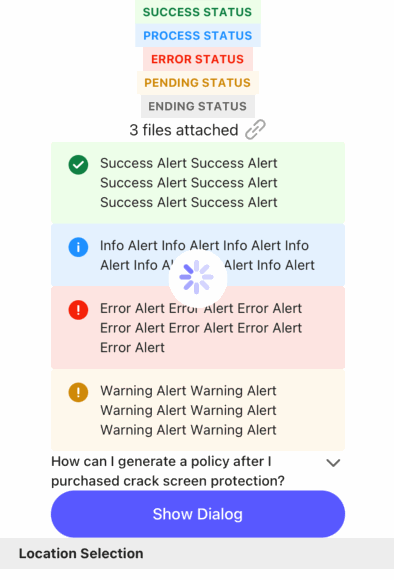 SUCCESS STATUS
PROCESS STATUS
ERROR STATUS
PENDING STATUS
ENDING STATUS
3 files attached
Success Alert Success Alert
Success Alert Success Alert
Success Alert Success Alert
Info Alert Info Alert Info Alert Info
Alert Info Alert Info Alert
Error Alert Error Alert Error Alert
Error Alert Error Alert Error Alert
Error Alert
Warning Alert Warning Alert
Warning Alert Warning Alert
Warning Alert Warning Alert
How can I generate a policy after I
purchased crack screen protection?
Show Dialog
Location Selection